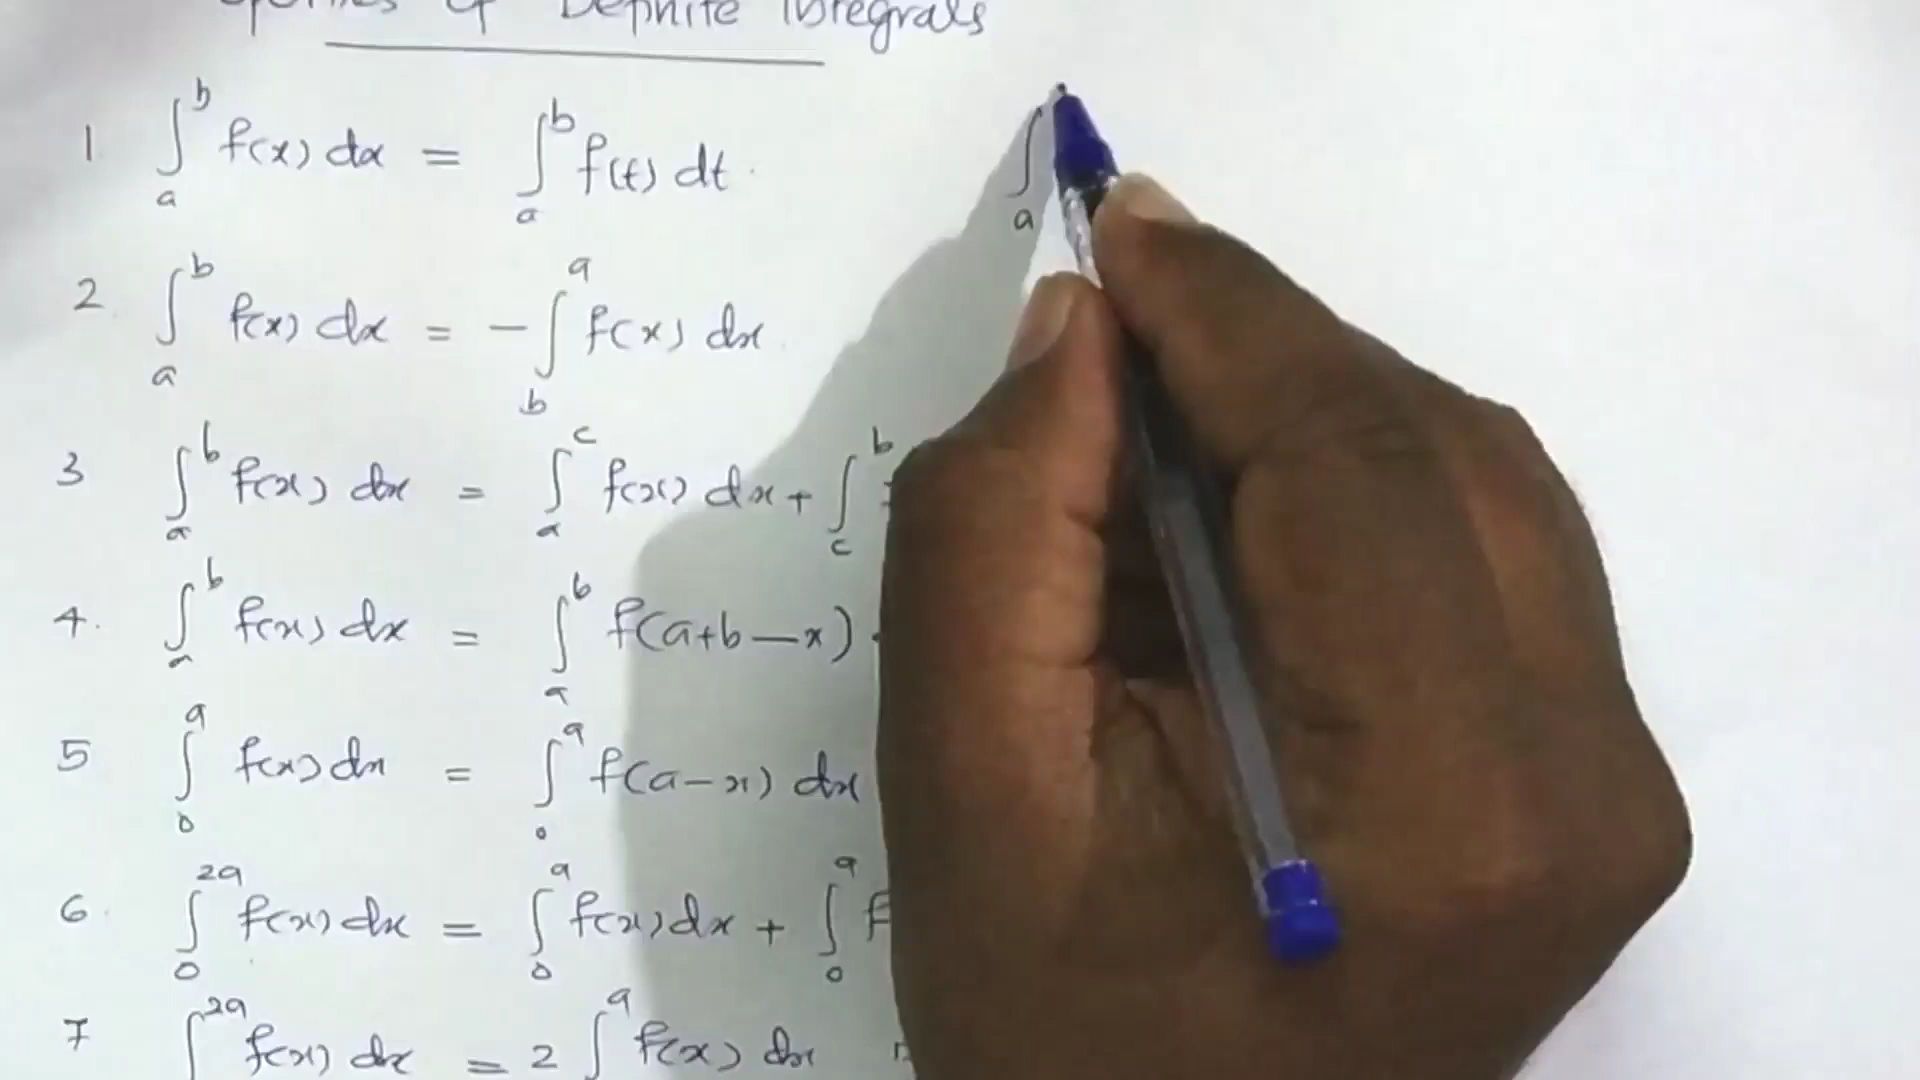 of Definite Integrals
1. ∫_a^b f(x) dx = ∫_a^b f(t) dt. ∫_a
2. ∫_a^b f(x) dx = -∫_b^a f(x) dx.
3 ∫_a^b f(x) dx = ∫_a^c f(x) dx + ∫_c^b
4. ∫_a^b f(x) dx = ∫_a^b f(a+b-x)
5 ∫_0^a f(x) dx = ∫_0^a f(a-x) dx
6. ∫_0^2a f(x) dx = ∫_0^a f(x) dx + ∫_0^a f
7 ∫^2a f(x) dx = 2 ∫^a f(x) dx